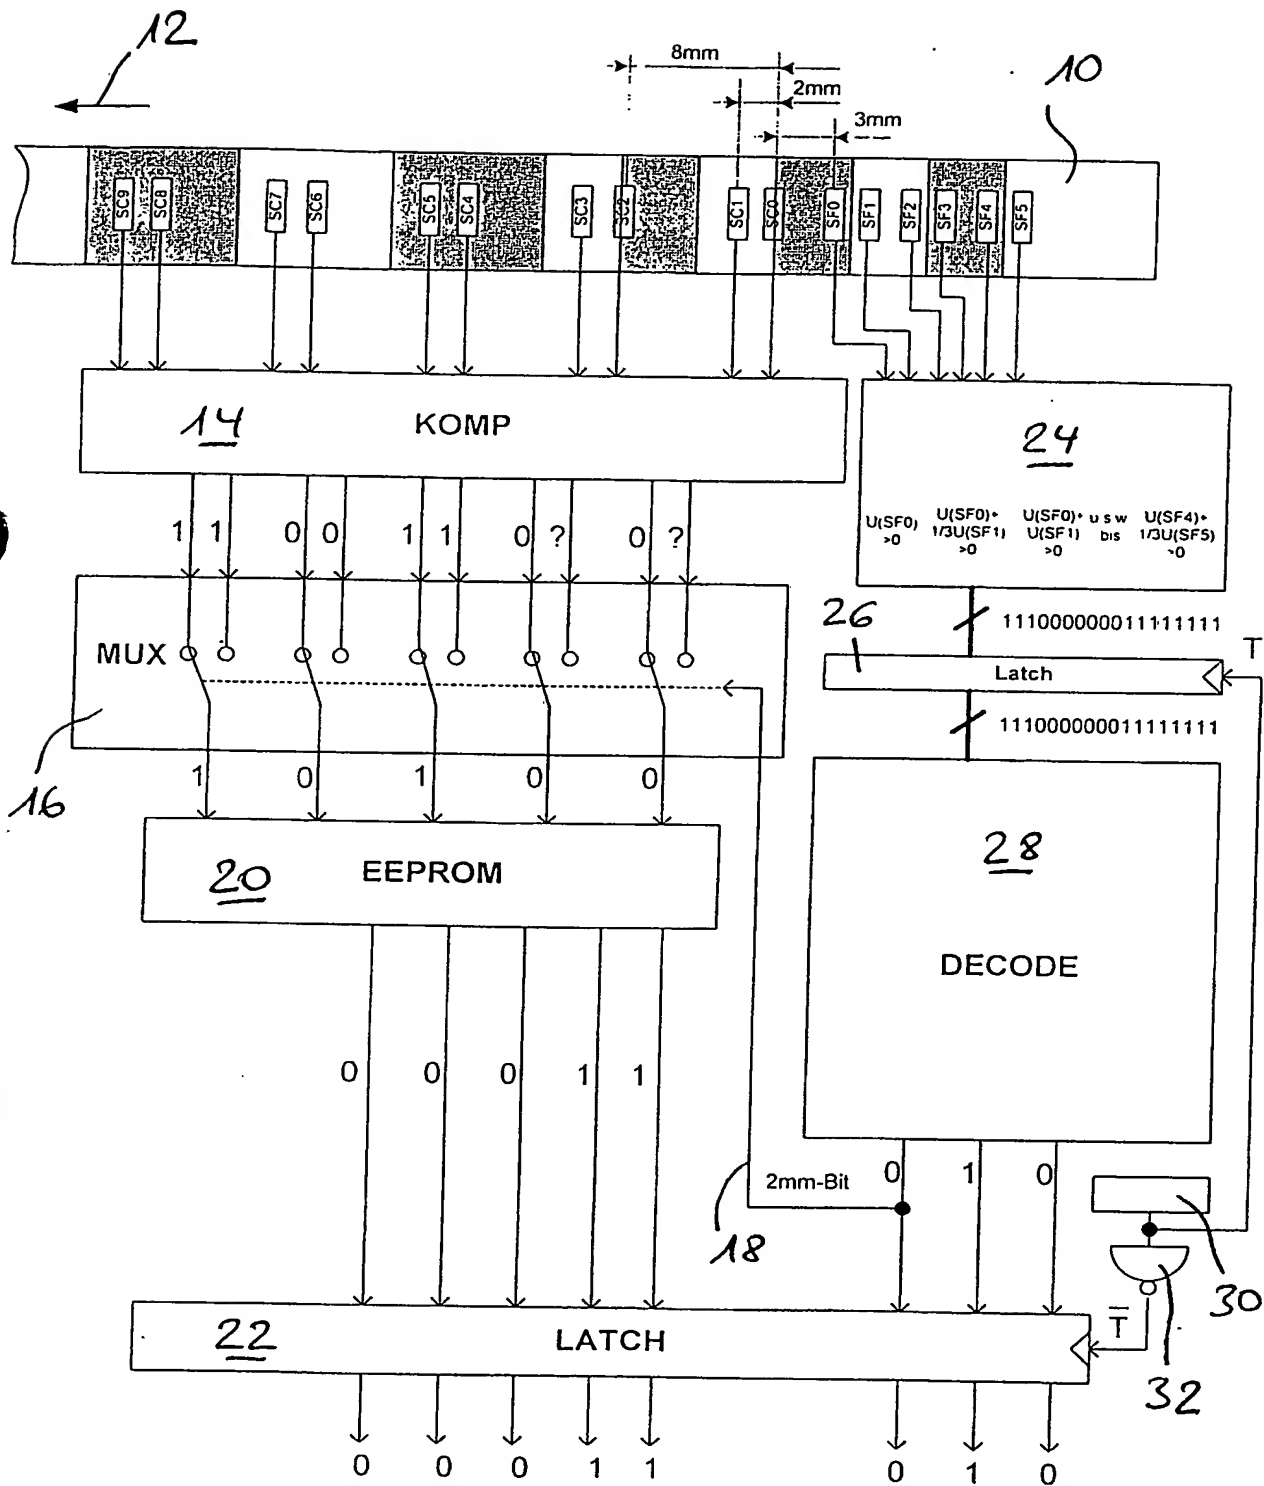 12
8mm
10
2mm
3mm
SC9 SC8 SC7 SC6 SC5 SC4 SC3 SC2 SC1 SC0 SF0 SF1 SF2 SF3 SF4 SF5
14 KOMP
24
U(SF0) >0
U(SF0)+ 1/3U(SF1) >0
U(SF0)+ U(SF1) >0
u s w bis
U(SF4)+ 1/3U(SF5) >0
1 1 0 0 1 1 0 ? 0 ?
26
111000000011111111
T
MUX
Latch
111000000011111111
16
1 0 1 0 0
20 EEPROM
28
DECODE
0 0 0 1 1
0 1 0
2mm-Bit
18
30
22 LATCH
T̅
32
0 0 0 1 1 0 1 0